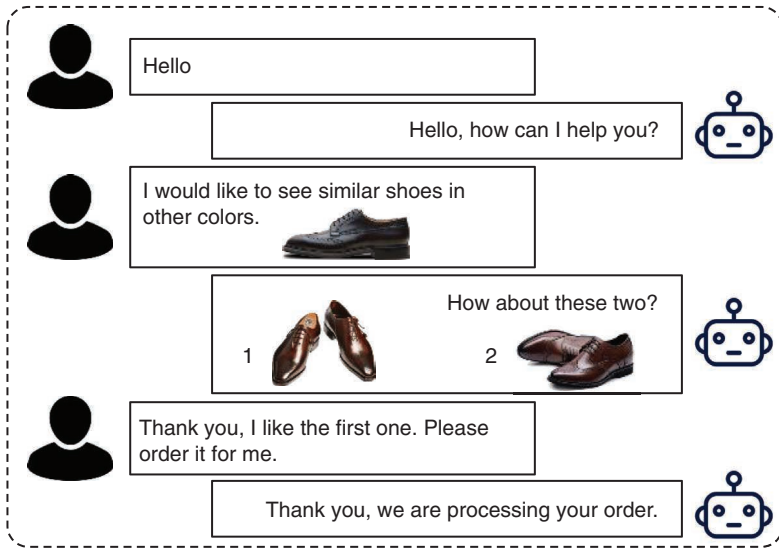 Hello
Hello, how can I help you?
I would like to see similar shoes in
other colors.
How about these two?
1
2
Thank you, I like the first one. Please
order it for me.
Thank you, we are processing your order.